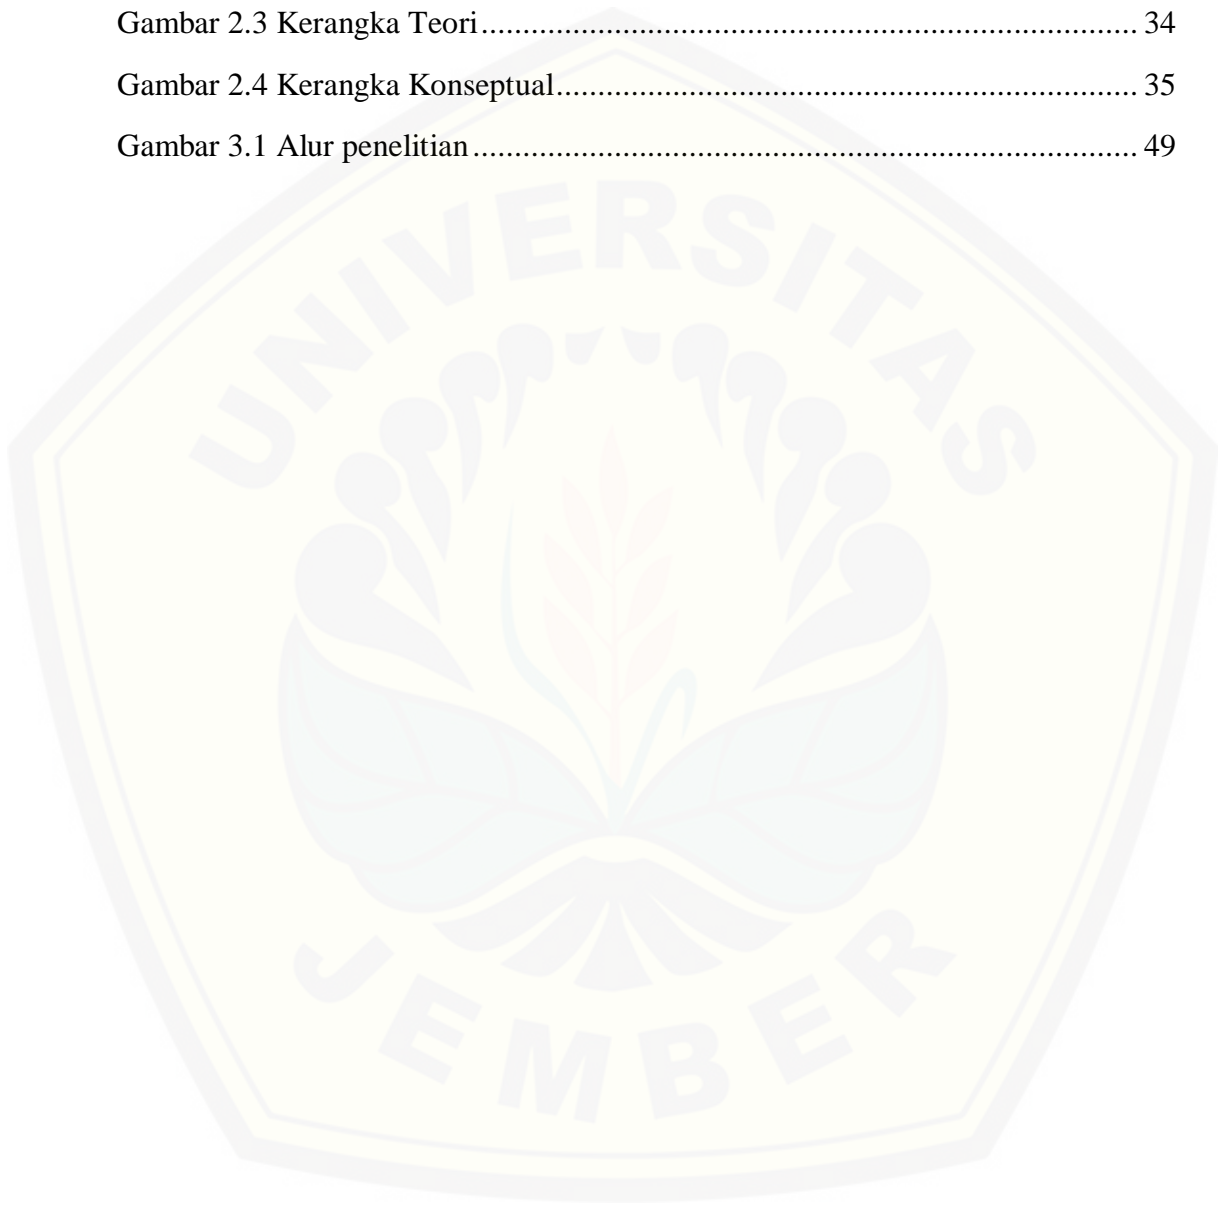 Gambar 2.3 Kerangka Teori.................................................................................. 34
Gambar 2.4 Kerangka Konseptual......................................................................... 35
Gambar 3.1 Alur penelitian ................................................................................... 49
UNIVERSITAS
JEMBER